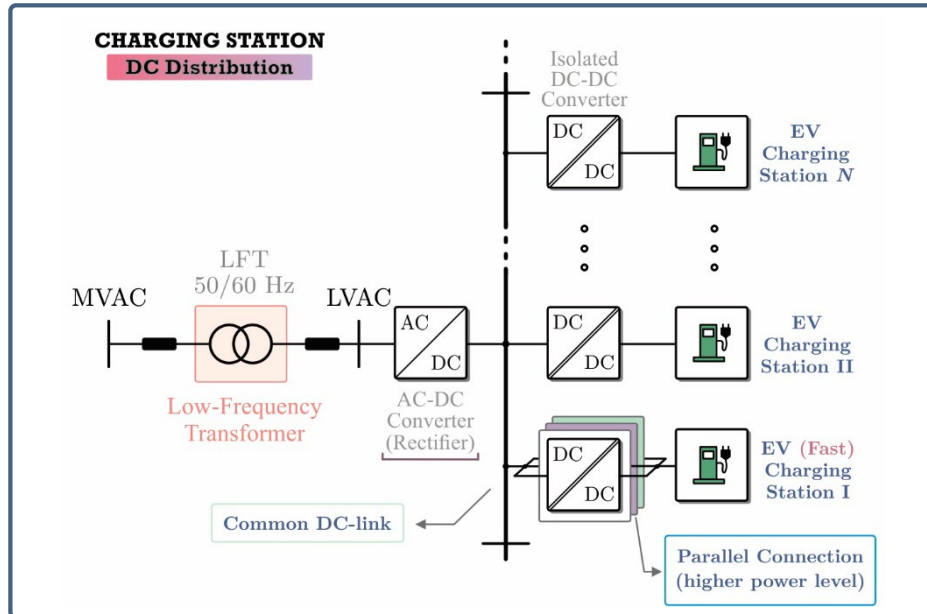 CHARGING STATION
DC Distribution
Isolated
DC-DC
Converter
DC
DC
EV
Charging
Station N
LFT
50/60 Hz
MVAC
LVAC
AC
DC
DC
DC
EV
Charging
Station II
Low-Frequency
Transformer
AC-DC
Converter
(Rectifier)
DC
DC
EV (Fast)
Charging
Station I
Common DC-link
Parallel Connection
(higher power level)